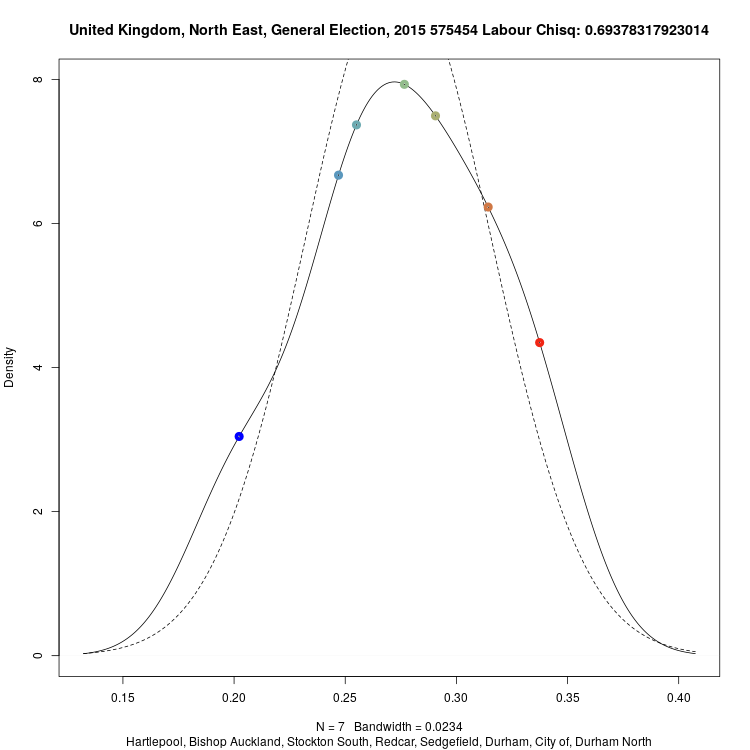 United Kingdom, North East, General Election, 2015 575454 Labour Chisq: 0.69378317923014
Density
8
6
4
2
0
0.15 0.20 0.25 0.30 0.35 0.40
N = 7 Bandwidth = 0.0234
Hartlepool, Bishop Auckland, Stockton South, Redcar, Sedgefield, Durham, City of, Durham North